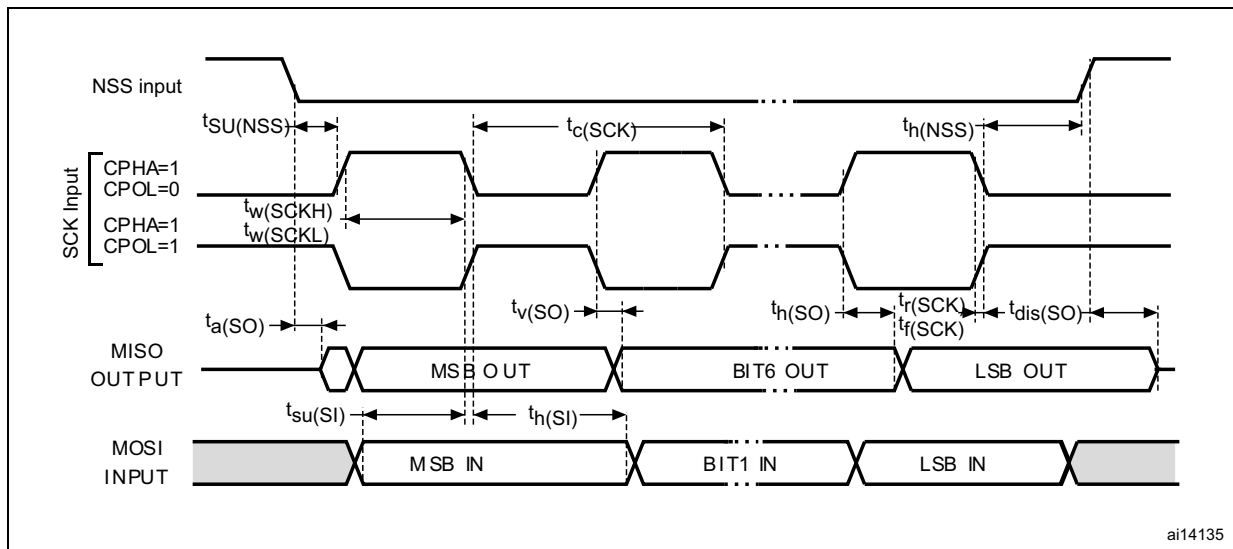 NSS input
tSU(NSS)
tc(SCK)
th(NSS)
SCK Input
CPHA=1
CPOL=0
tw(SCKH)
CPHA=1
tw(SCKL)
CPOL=1
ta(SO)
tv(SO)
th(SO)
tr(SCK)
tf(SCK)
tdis(SO)
MISO
OUTPUT
MSB OUT
BIT6 OUT
LSB OUT
tsu(SI)
th(SI)
MOSI
INPUT
MSB IN
BIT1 IN
LSB IN
ai14135